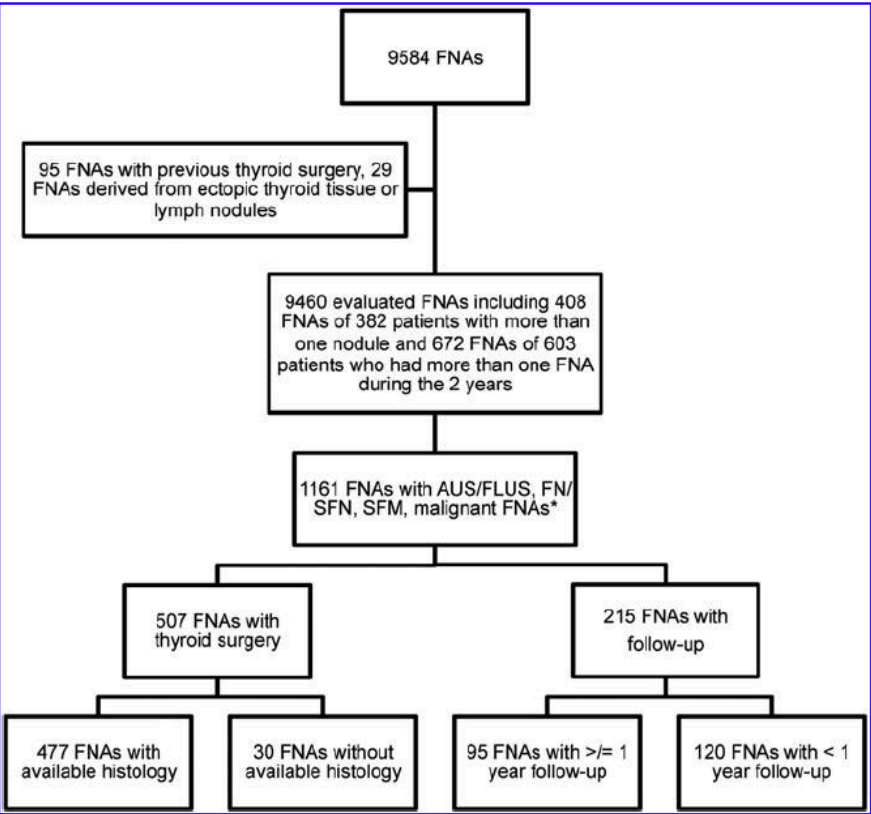 9584 FNAs
95 FNAs with previous thyroid surgery, 29
FNAs derived from ectopic thyroid tissue or
lymph nodules
9460 evaluated FNAs including 408
FNAs of 382 patients with more than
one nodule and 672 FNAs of 603
patients who had more than one FNA
during the 2 years
1161 FNAs with AUS/FLUS, FN/
SFN, SFM, malignant FNAs*
507 FNAs with
thyroid surgery
215 FNAs with
follow-up
477 FNAs with
available histology
30 FNAs without
available histology
95 FNAs with >/= 1
year follow-up
120 FNAs with < 1
year follow-up